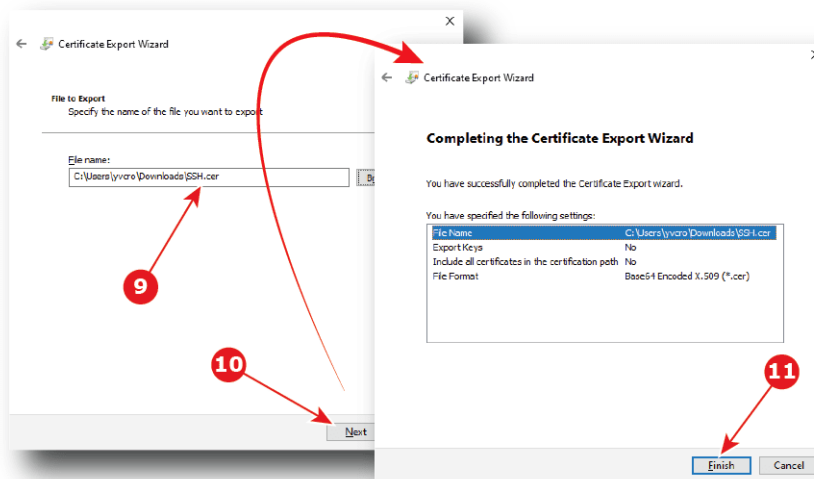 Certificate Export Wizard
File to Export
Specify the name of the file you want to export
File name:
C:\Users\yvcro\Downloads\SSH.cer
9
10
Next
Certificate Export Wizard
Completing the Certificate Export Wizard
You have successfully completed the Certificate Export wizard.
You have specified the following settings:
File Name C:\Users\yvcro\Downloads\SSH.cer
Export Keys No
Include all certificates in the certification path No
File Format Base64 Encoded X.509 (*.cer)
11
Finish Cancel